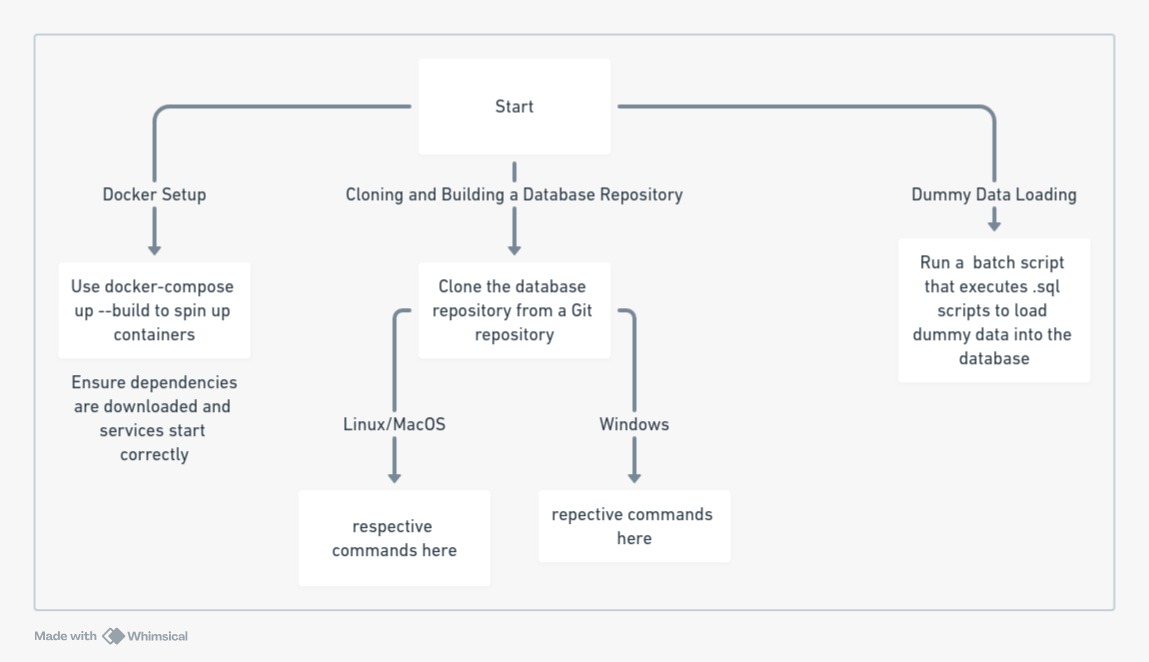 Start
Docker Setup
Cloning and Building a Database Repository
Dummy Data Loading
Use docker-compose
up --build to spin up
containers
Ensure dependencies
are downloaded and
services start
correctly
Clone the database
repository from a Git
repository
Run a  batch script
that executes .sql
scripts to load
dummy data into the
database
Linux/MacOS
Windows
respective
commands here
repective commands
here
Made with Whimsical